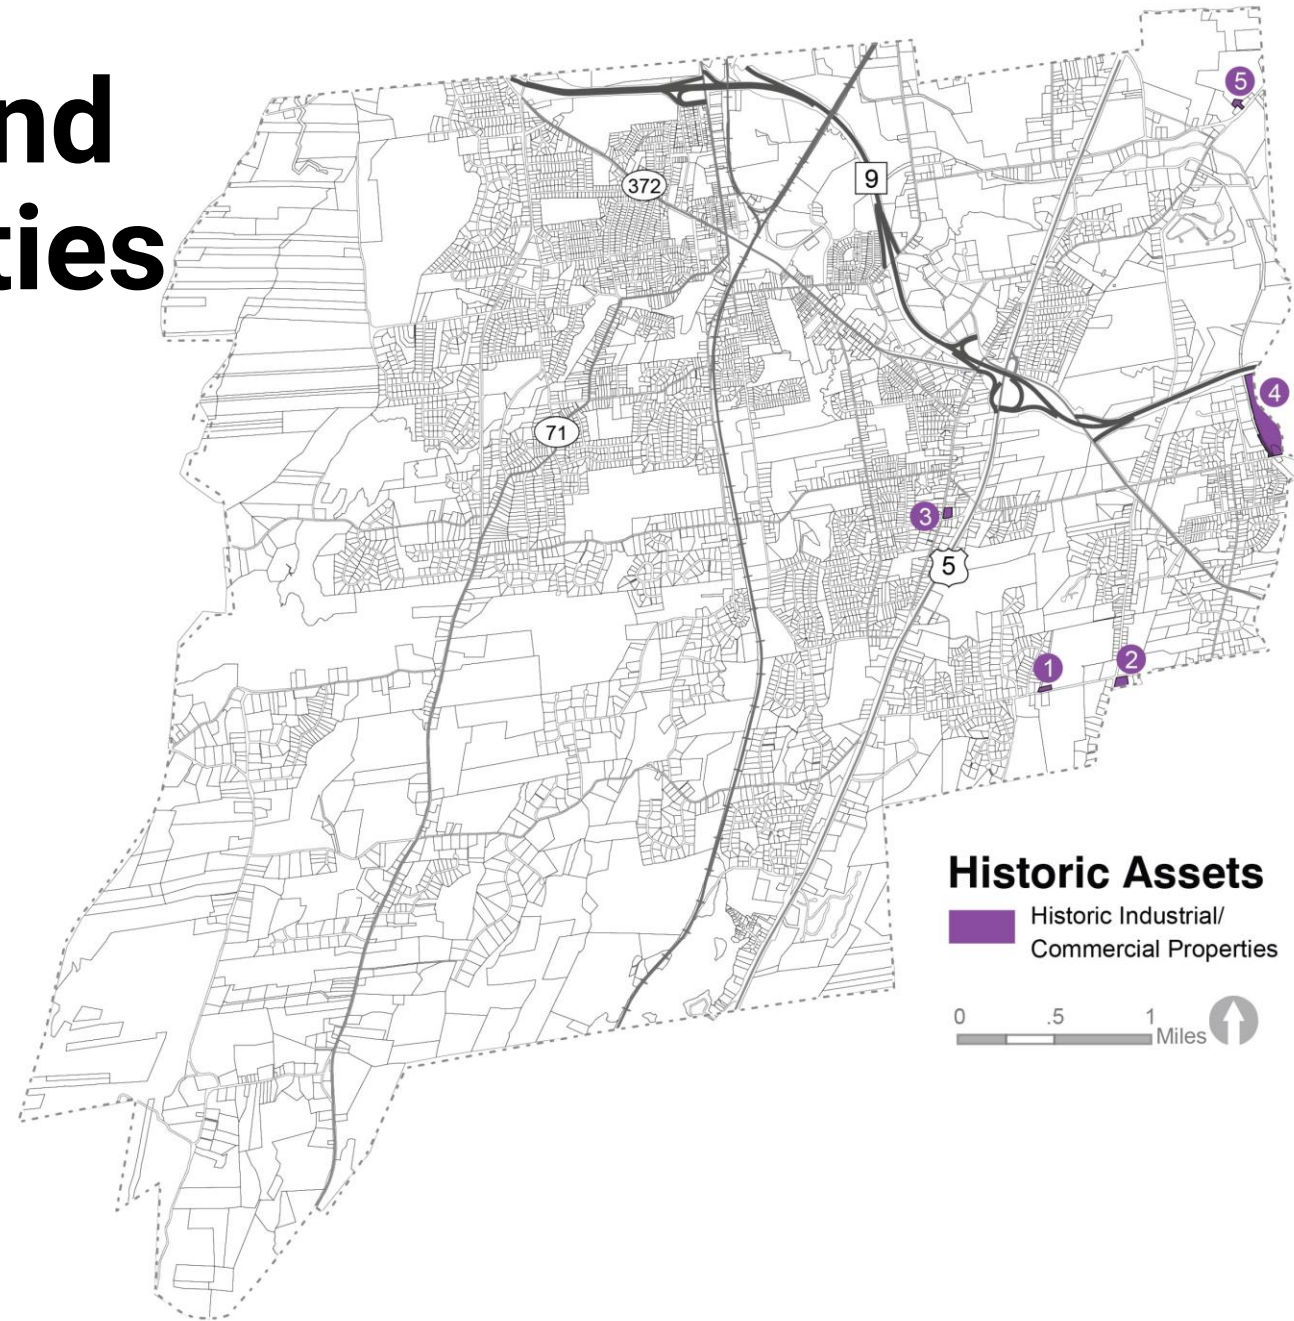 nd
ties
5
372
9
4
71
3
5
1
2
Historic Assets
Historic Industrial/
Commercial Properties
0 .5 1
Miles